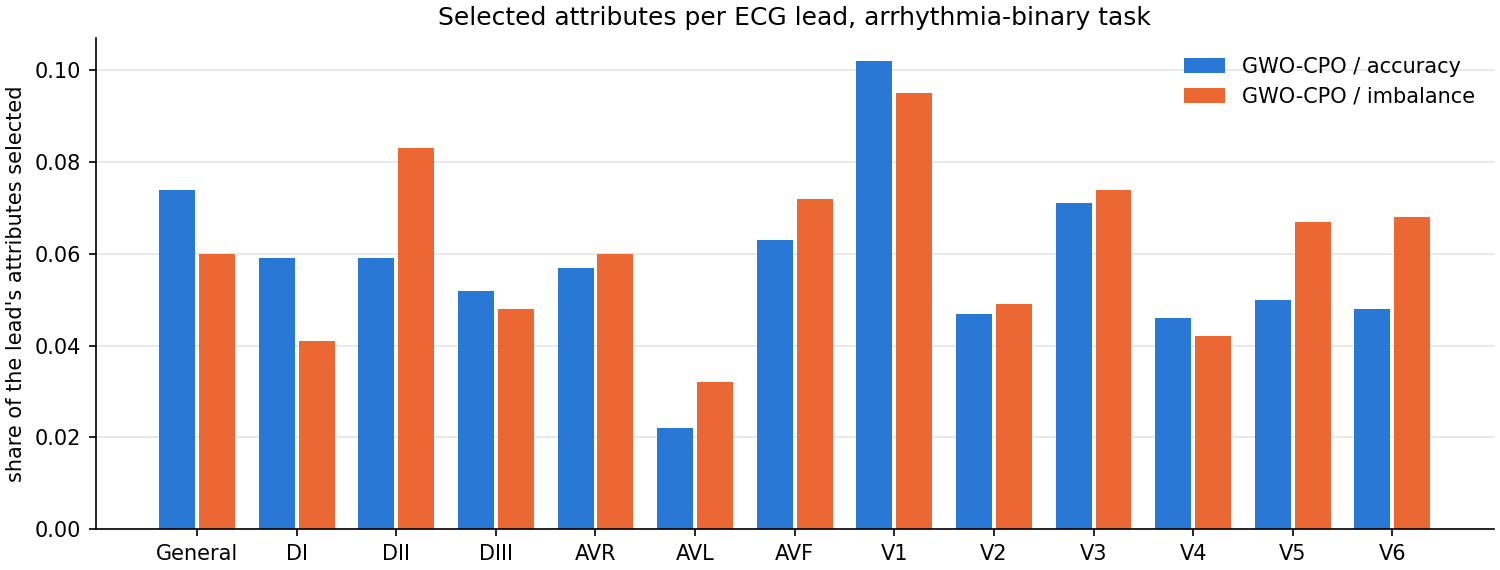 Selected attributes per ECG lead, arrhythmia-binary task
GWO-CPO / accuracy
GWO-CPO / imbalance
share of the lead's attributes selected
0.10
0.08
0.06
0.04
0.02
0.00
General DI DII DIII AVR AVL AVF V1 V2 V3 V4 V5 V6